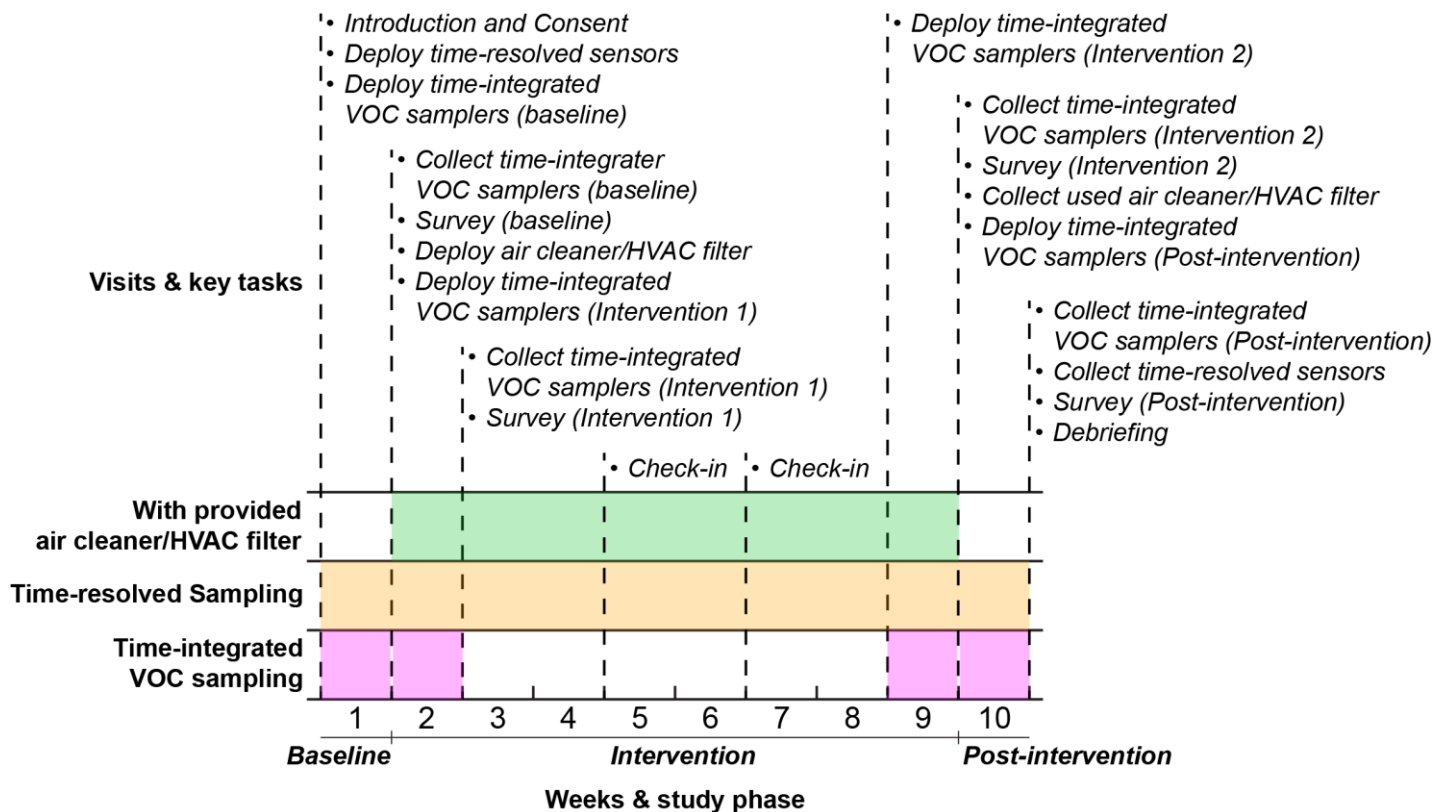 • Introduction and Consent
• Deploy time-resolved sensors
• Deploy time-integrated
VOC samplers (baseline)
• Collect time-integrater
VOC samplers (baseline)
• Survey (baseline)
• Deploy air cleaner/HVAC filter
• Deploy time-integrated
VOC samplers (Intervention 1)
• Collect time-integrated
VOC samplers (Intervention 1)
• Survey (Intervention 1)
• Check-in
• Check-in
• Deploy time-integrated
VOC samplers (Intervention 2)
• Collect time-integrated
VOC samplers (Intervention 2)
• Survey (Intervention 2)
• Collect used air cleaner/HVAC filter
• Deploy time-integrated
VOC samplers (Post-intervention)
• Collect time-integrated
VOC samplers (Post-intervention)
• Collect time-resolved sensors
• Survey (Post-intervention)
• Debriefing
Visits & key tasks
With provided
air cleaner/HVAC filter
Time-resolved Sampling
Time-integrated
VOC sampling
1 2 3 4 5 6 7 8 9 10
Baseline Intervention Post-intervention
Weeks & study phase